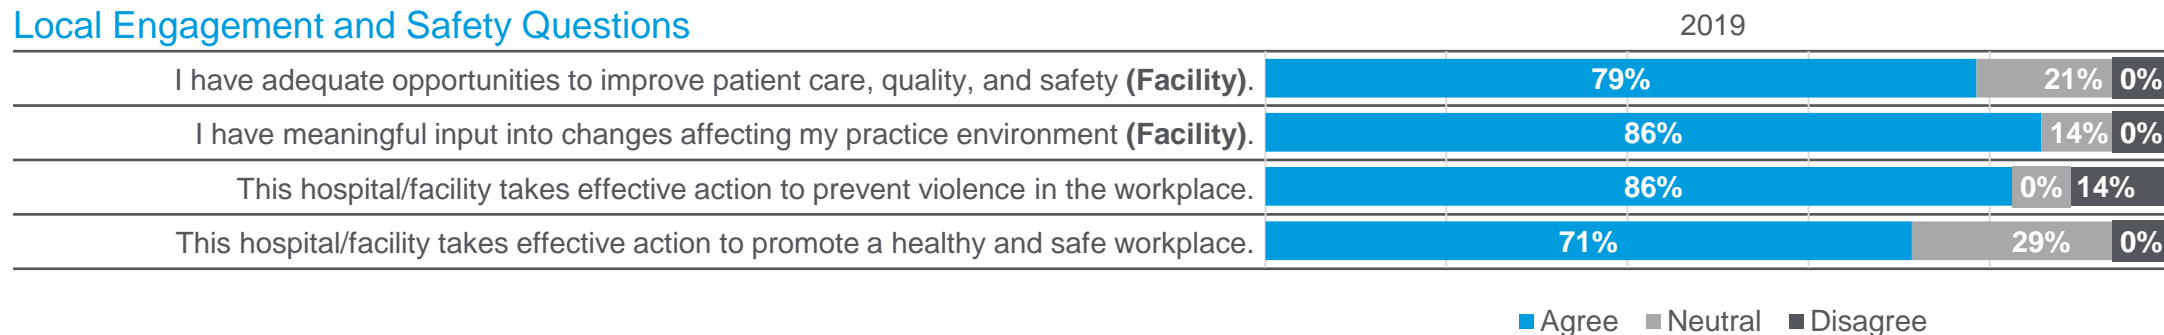 Local Engagement and Safety Questions 2019
I have adequate opportunities to improve patient care, quality, and safety (Facility). 79% 21% 0%
I have meaningful input into changes affecting my practice environment (Facility). 86% 14% 0%
This hospital/facility takes effective action to prevent violence in the workplace. 86% 0% 14%
This hospital/facility takes effective action to promote a healthy and safe workplace. 71% 29% 0%
Agree Neutral Disagree